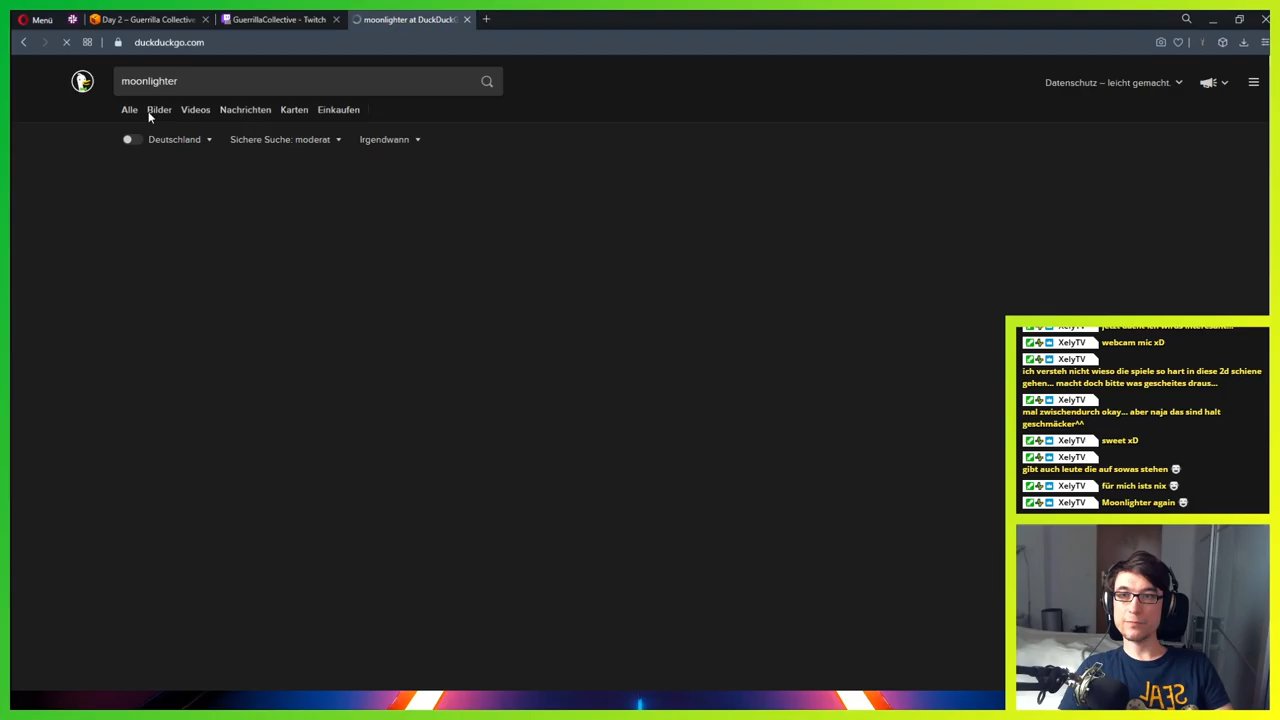 Menü
Day 2 – Guerrilla Collective
GuerrillaCollective - Twitch
moonlighter at DuckDuckG
duckduckgo.com
moonlighter
Datenschutz – leicht gemacht.
Alle Bilder Videos Nachrichten Karten Einkaufen
Deutschland Sichere Suche: moderat Irgendwann
XelyTV
XelyTV webcam mic xD
XelyTV
ich versteh nicht wieso die spiele so hart in diese 2d schiene
gehen... macht doch bitte was gescheites draus...
XelyTV
mal zwischendurch okay... aber naja das sind halt
geschmäcker^^
XelyTV sweet xD
XelyTV
gibt auch leute die auf sowas stehen
XelyTV für mich ists nix
XelyTV Moonlighter again
SEAL